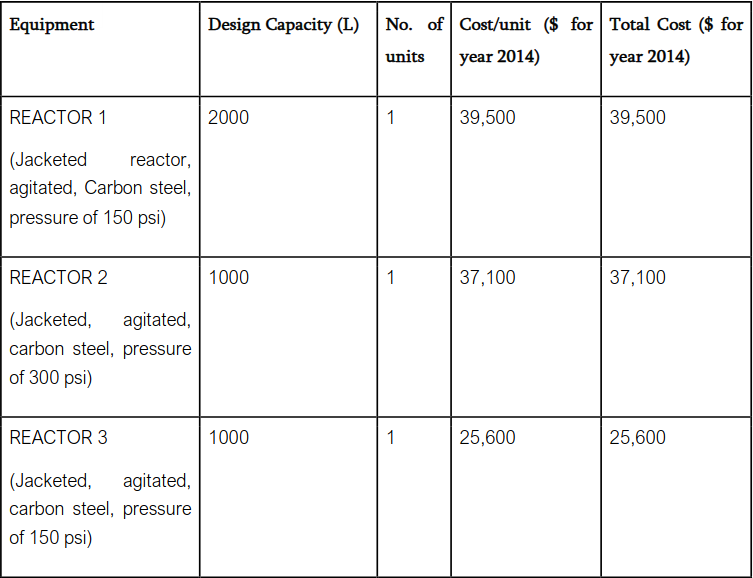 Equipment
Design Capacity (L)
No. of
units
Cost/unit ($ for
year 2014)
Total Cost ($ for
year 2014)
REACTOR 1
(Jacketed reactor,
agitated, Carbon steel,
pressure of 150 psi)
2000
1
39,500
39,500
REACTOR 2
(Jacketed, agitated,
carbon steel, pressure
of 300 psi)
1000
1
37,100
37,100
REACTOR 3
(Jacketed, agitated,
carbon steel, pressure
of 150 psi)
1000
1
25,600
25,600